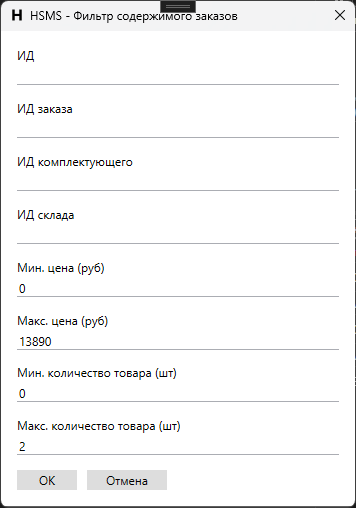 H HSMS - Фильтр содержимого заказов
ИД
ИД заказа
ИД комплектующего
ИД склада
Мин. цена (руб)
0
Макс. цена (руб)
13890
Мин. количество товара (шт)
0
Макс. количество товара (шт)
2
ОК Отмена